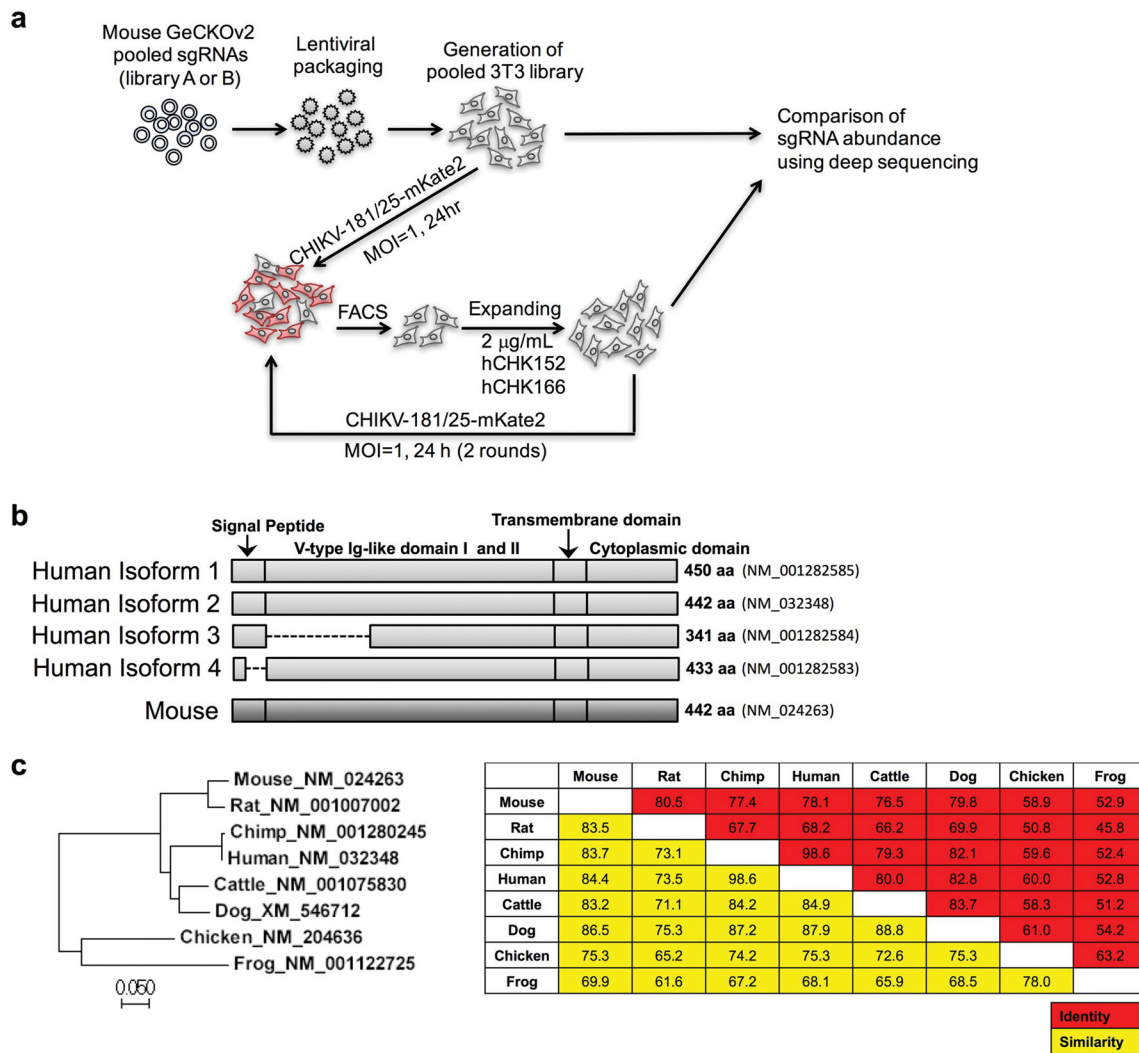 a
Mouse GeCKOv2
pooled sgRNAs
(library A or B)
Lentiviral
packaging
Generation of
pooled 3T3 library
Comparison of
sgRNA abundance
using deep sequencing
CHIKV-181/25-mKate2
MOI=1, 24hr
FACS
Expanding
2 µg/mL
hCHK152
hCHK166
CHIKV-181/25-mKate2
MOI=1, 24 h (2 rounds)
b
Signal Peptide
V-type Ig-like domain I and II
Transmembrane domain
Cytoplasmic domain
Human Isoform 1 450 aa (NM_001282585)
Human Isoform 2 442 aa (NM_032348)
Human Isoform 3 341 aa (NM_001282584)
Human Isoform 4 433 aa (NM_001282583)
Mouse 442 aa (NM_024263)
c
Mouse_NM_024263
Rat_NM_001007002
Chimp_NM_001280245
Human_NM_032348
Cattle_NM_001075830
Dog_XM_546712
Chicken_NM_204636
Frog_NM_001122725
0.050
Mouse Rat Chimp Human Cattle Dog Chicken Frog
Mouse 80.5 77.4 78.1 76.5 79.8 58.9 52.9
Rat 83.5 67.7 68.2 66.2 69.9 50.8 45.8
Chimp 83.7 73.1 98.6 79.3 82.1 59.6 52.4
Human 84.4 73.5 98.6 80.0 82.8 60.0 52.8
Cattle 83.2 71.1 84.2 84.9 83.7 58.3 51.2
Dog 86.5 75.3 87.2 87.9 88.8 61.0 54.2
Chicken 75.3 65.2 74.2 75.3 72.6 75.3 63.2
Frog 69.9 61.6 67.2 68.1 65.9 68.5 78.0
Identity
Similarity